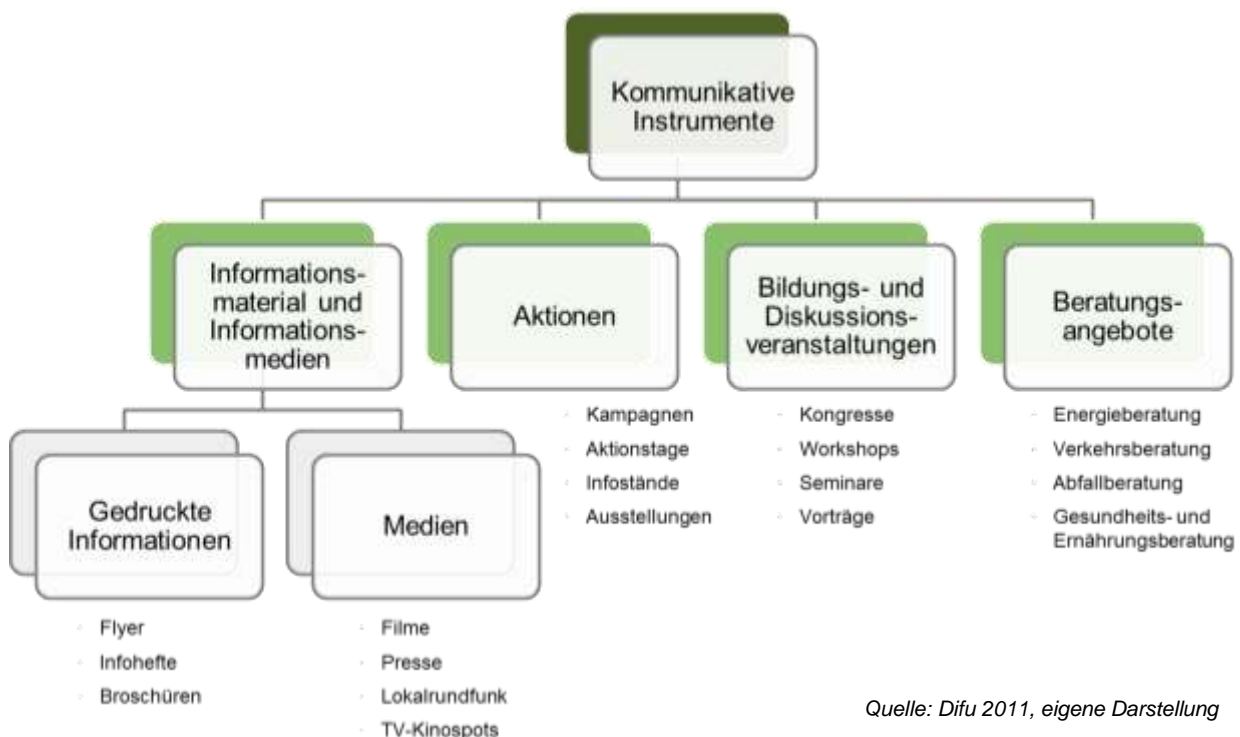 Kommunikative
Instrumente
Informations-
material und
Informations-
medien
Aktionen
Bildungs- und
Diskussions-
veranstaltungen
Beratungs-
angebote
Gedruckte
Informationen
Medien
Kampagnen
Aktionstage
Infostände
Ausstellungen
Kongresse
Workshops
Seminare
Vorträge
Energieberatung
Verkehrsberatung
Abfallberatung
Gesundheits- und
Ernährungsberatung
Flyer
Infohefte
Broschüren
Filme
Presse
Lokalrundfunk
TV-Kinospots
Quelle: Difu 2011, eigene Darstellung